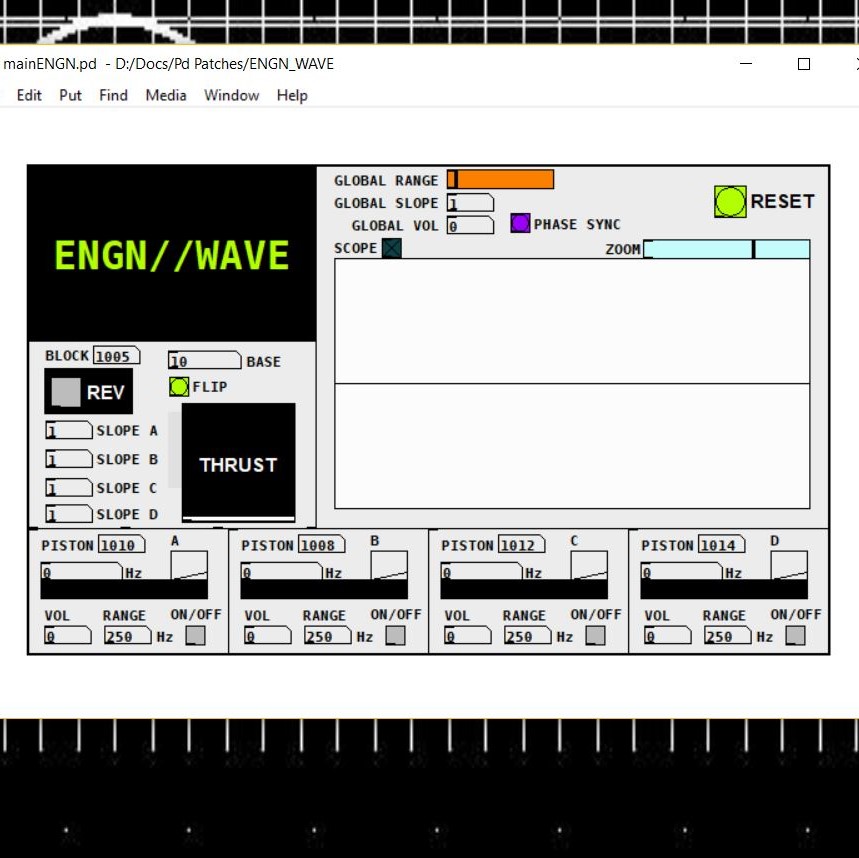 mainENGN.pd - D:/Docs/Pd Patches/ENGN_WAVE
Edit Put Find Media Window Help
ENGN//WAVE
GLOBAL RANGE
GLOBAL SLOPE 1
GLOBAL VOL 0 PHASE SYNC
RESET
SCOPE ZOOM
BLOCK 1005 10 BASE
REV FLIP
1 SLOPE A
1 SLOPE B
1 SLOPE C
1 SLOPE D
THRUST
PISTON 1010 A
0 Hz
VOL RANGE ON/OFF
0 250 Hz
PISTON 1008 B
0 Hz
VOL RANGE ON/OFF
0 250 Hz
PISTON 1012 C
0 Hz
VOL RANGE ON/OFF
0 250 Hz
PISTON 1014 D
0 Hz
VOL RANGE ON/OFF
0 250 Hz